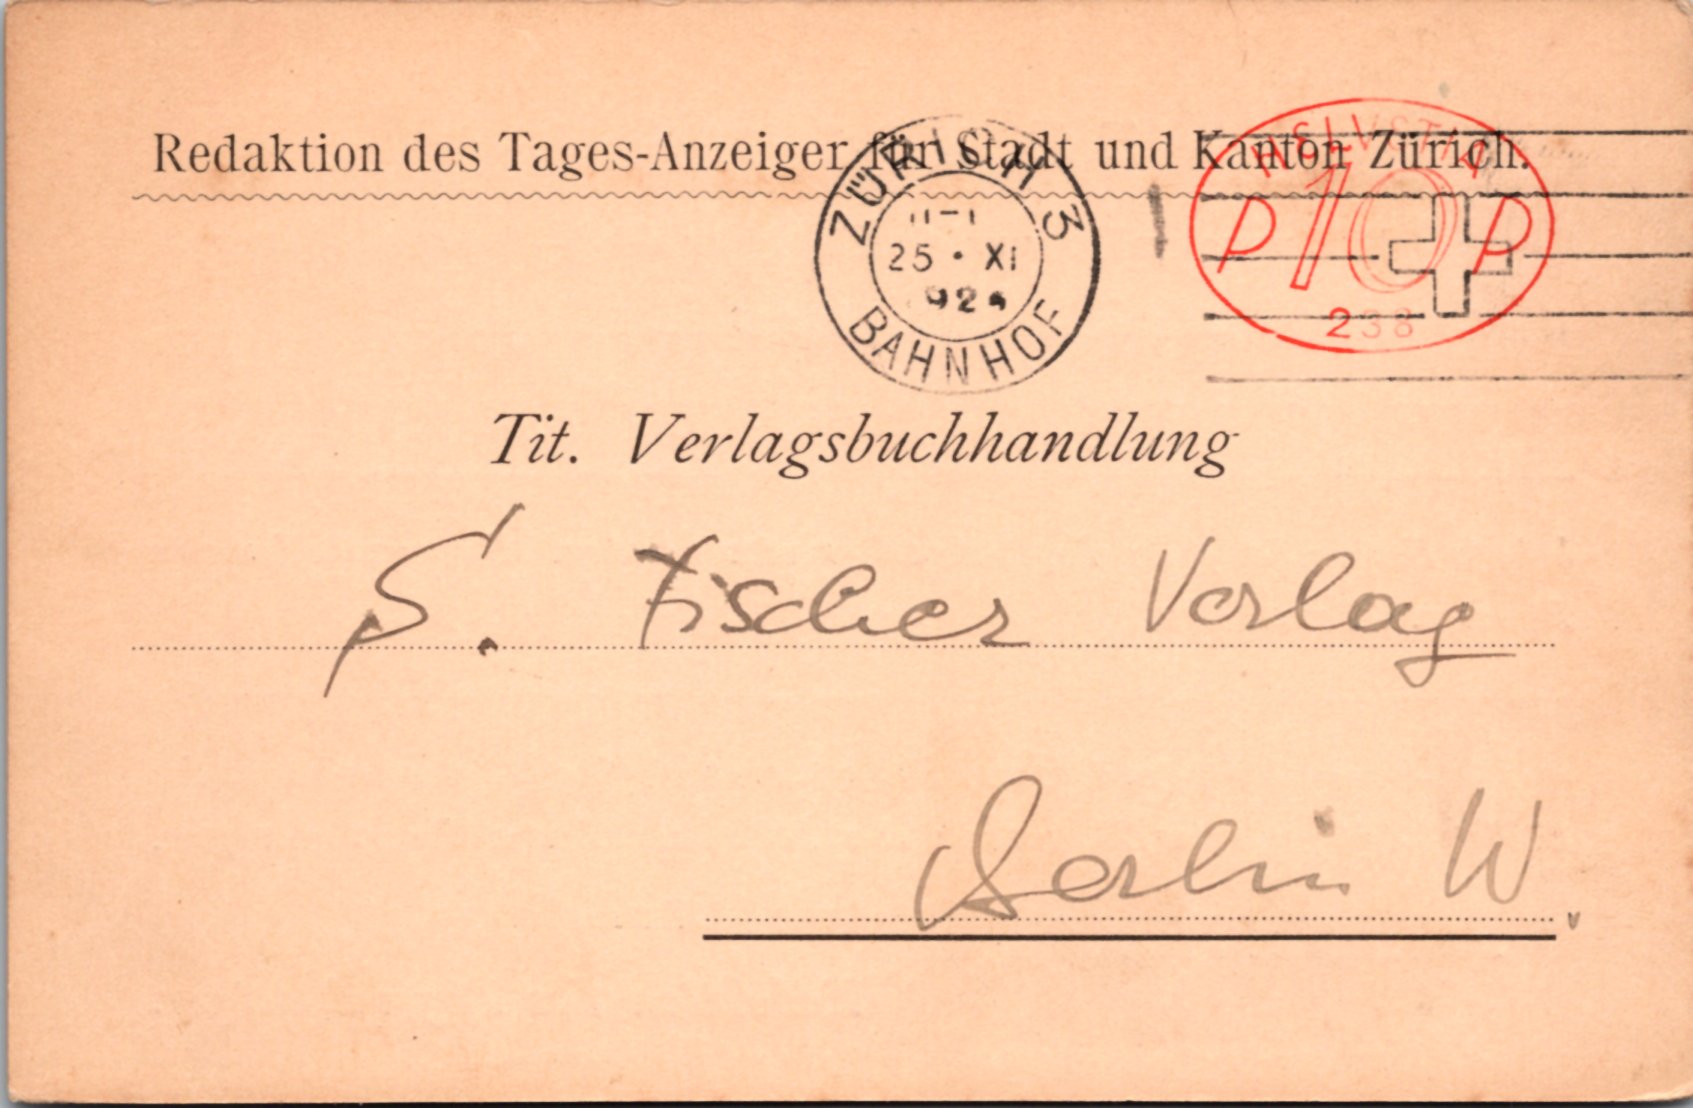 Redaktion des Tages-Anzeiger für Stadt und Kanton Zürich.
ZÜRICH 3
25 · XI
BAHNHOF
HELVETIA
P 10 P
238
Tit. Verlagsbuchhandlung
S. Fischer Verlag
Berlin W.